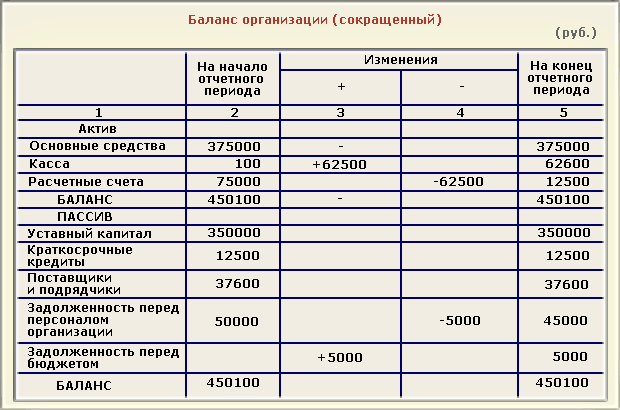 Баланс организации (сокращенный)
(руб.)
На начало отчетного периода Изменения На конец отчетного периода
+ -
1 2 3 4 5
Актив
Основные средства 375000 - 375000
Касса 100 +62500 62600
Расчетные счета 75000 -62500 12500
БАЛАНС 450100 - 450100
ПАССИВ
Уставный капитал 350000 350000
Краткосрочные
кредиты 12500 12500
Поставщики
и подрядчики 37600 37600
Задолженность перед
персоналом
организации 50000 -5000 45000
Задолженность перед
бюджетом +5000 5000
БАЛАНС 450100 450100